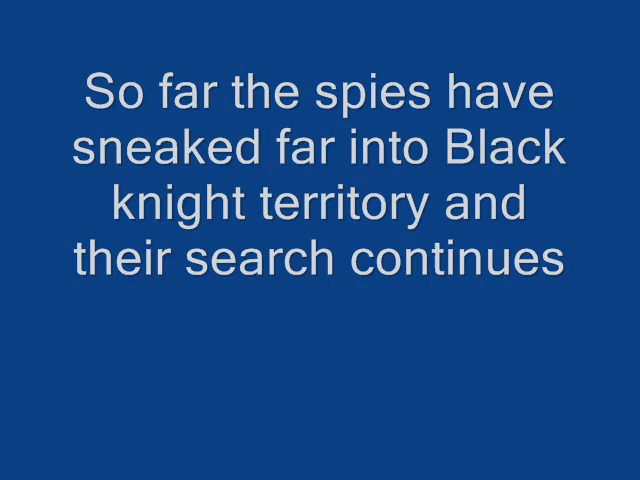 So far the spies have
sneaked far into Black
knight territory and
their search continues